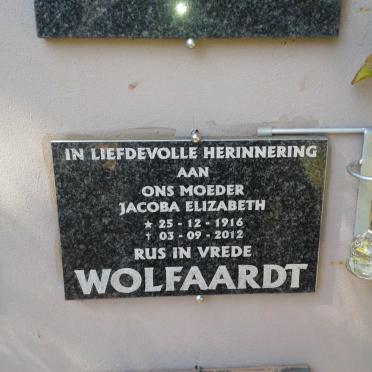 IN LIEFDEVOLLE HERINNERING
AAN
ONS MOEDER
JACOBA ELIZABETH
★ 25 - 12 - 1916
† 03 - 09 - 2012
RUS IN VREDE
WOLFAARDT